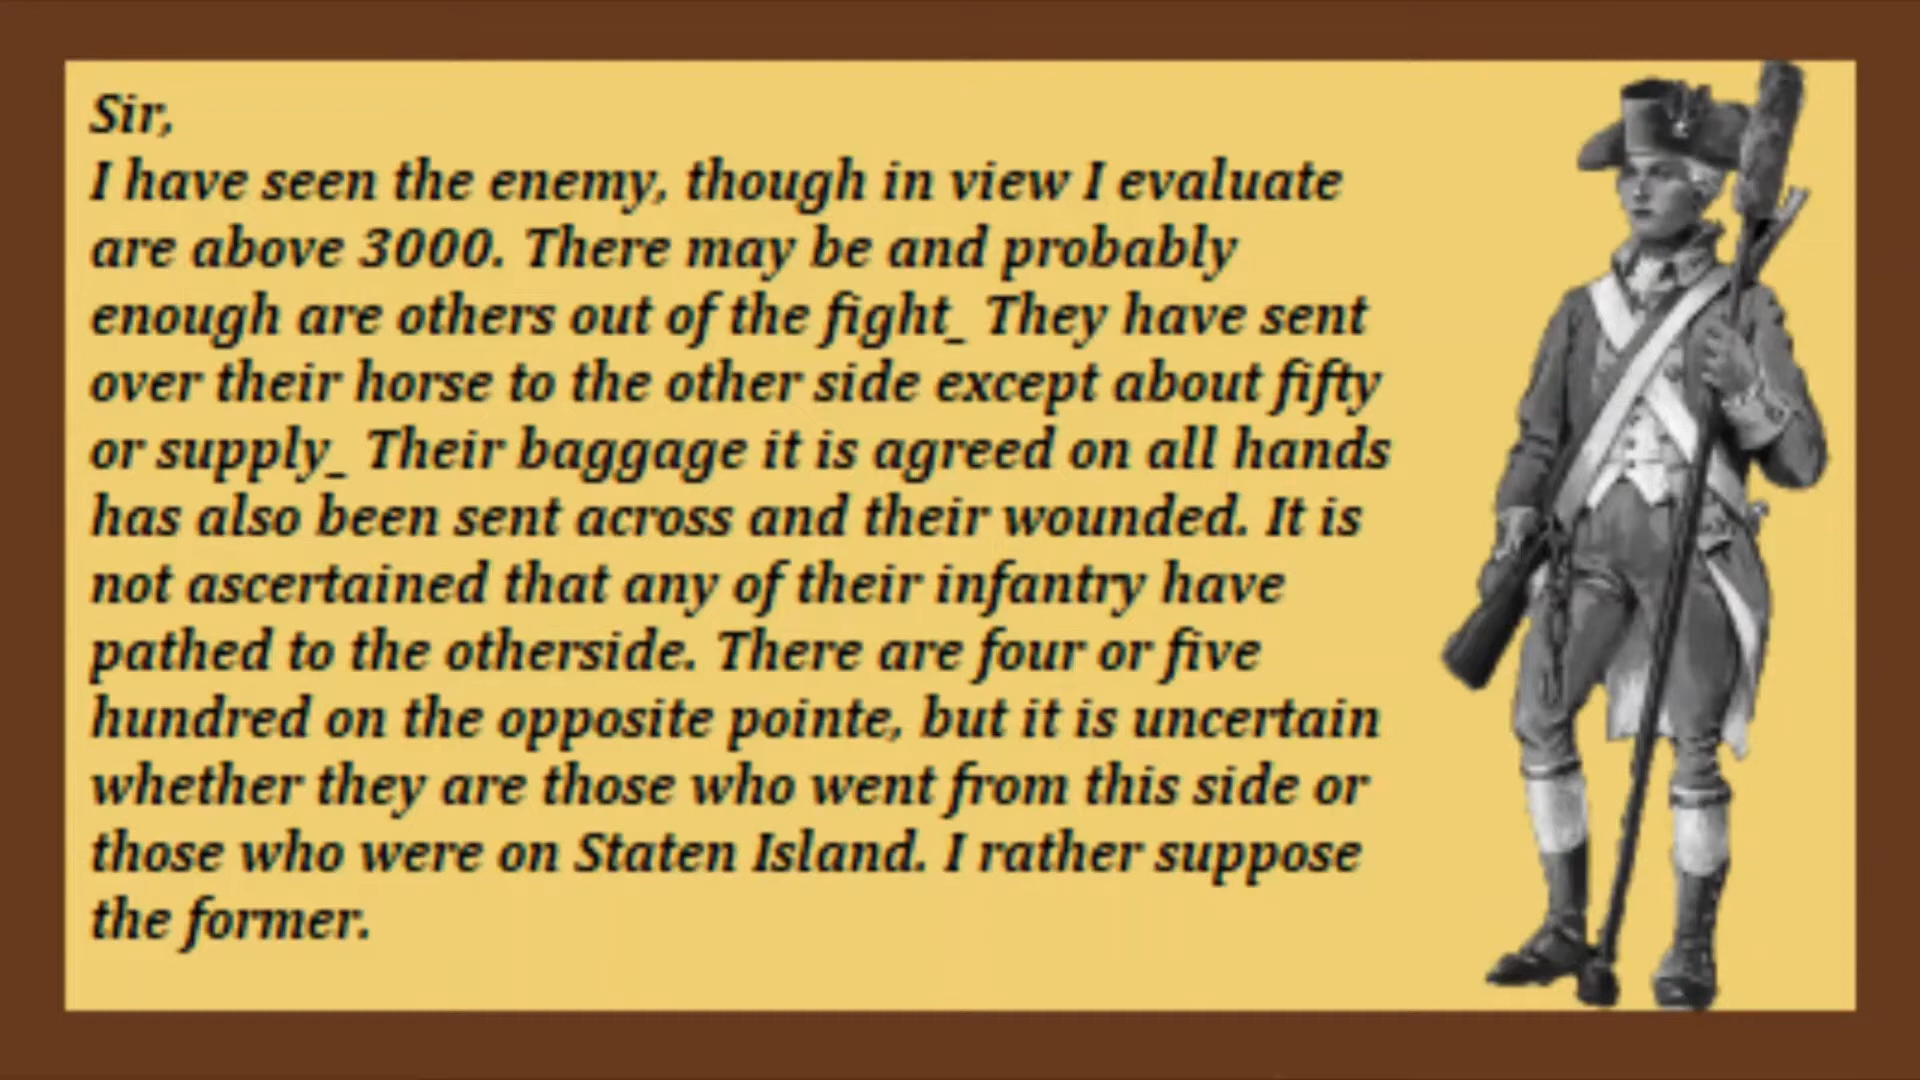 Sir,
I have seen the enemy, though in view I evaluate
are above 3000. There may be and probably
enough are others out of the fight_ They have sent
over their horse to the other side except about fifty
or supply_ Their baggage it is agreed on all hands
has also been sent across and their wounded. It is
not ascertained that any of their infantry have
pathed to the otherside. There are four or five
hundred on the opposite pointe, but it is uncertain
whether they are those who went from this side or
those who were on Staten Island. I rather suppose
the former.